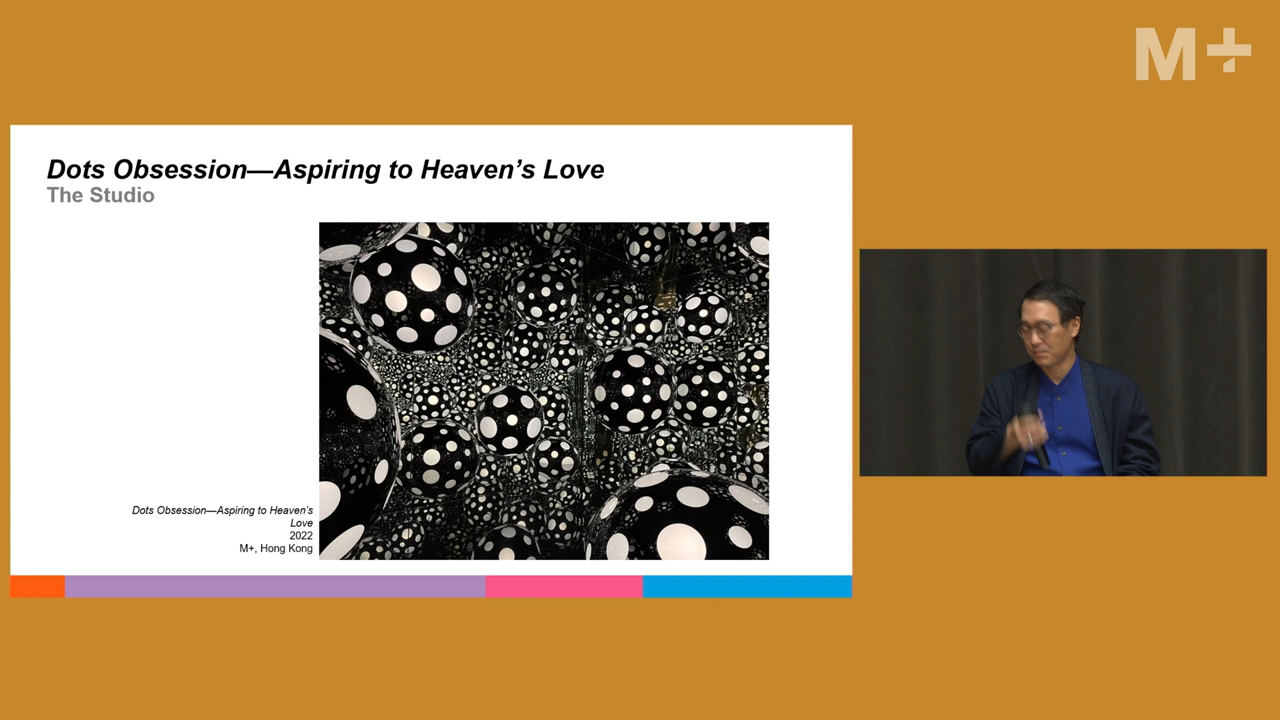 M+
Dots Obsession—Aspiring to Heaven’s Love
The Studio
Dots Obsession—Aspiring to Heaven’s
Love
2022
M+, Hong Kong